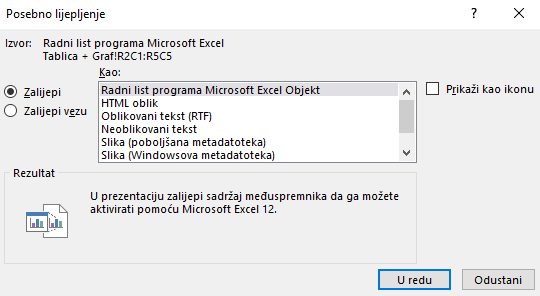 Posebno lijepljenje
Izvor: Radni list programa Microsoft Excel
Tablica + Graf!R2C1:R5C5
Kao:
Zalijepi
Zalijepi vezu
Radni list programa Microsoft Excel Objekt
HTML oblik
Oblikovani tekst (RTF)
Neoblikovani tekst
Slika (poboljšana metadatoteka)
Slika (Windowsova metadatoteka)
Prikaži kao ikonu
Rezultat
U prezentaciju zalijepi sadržaj međuspremnika da ga možete
aktivirati pomoću Microsoft Excel 12.
U redu
Odustani